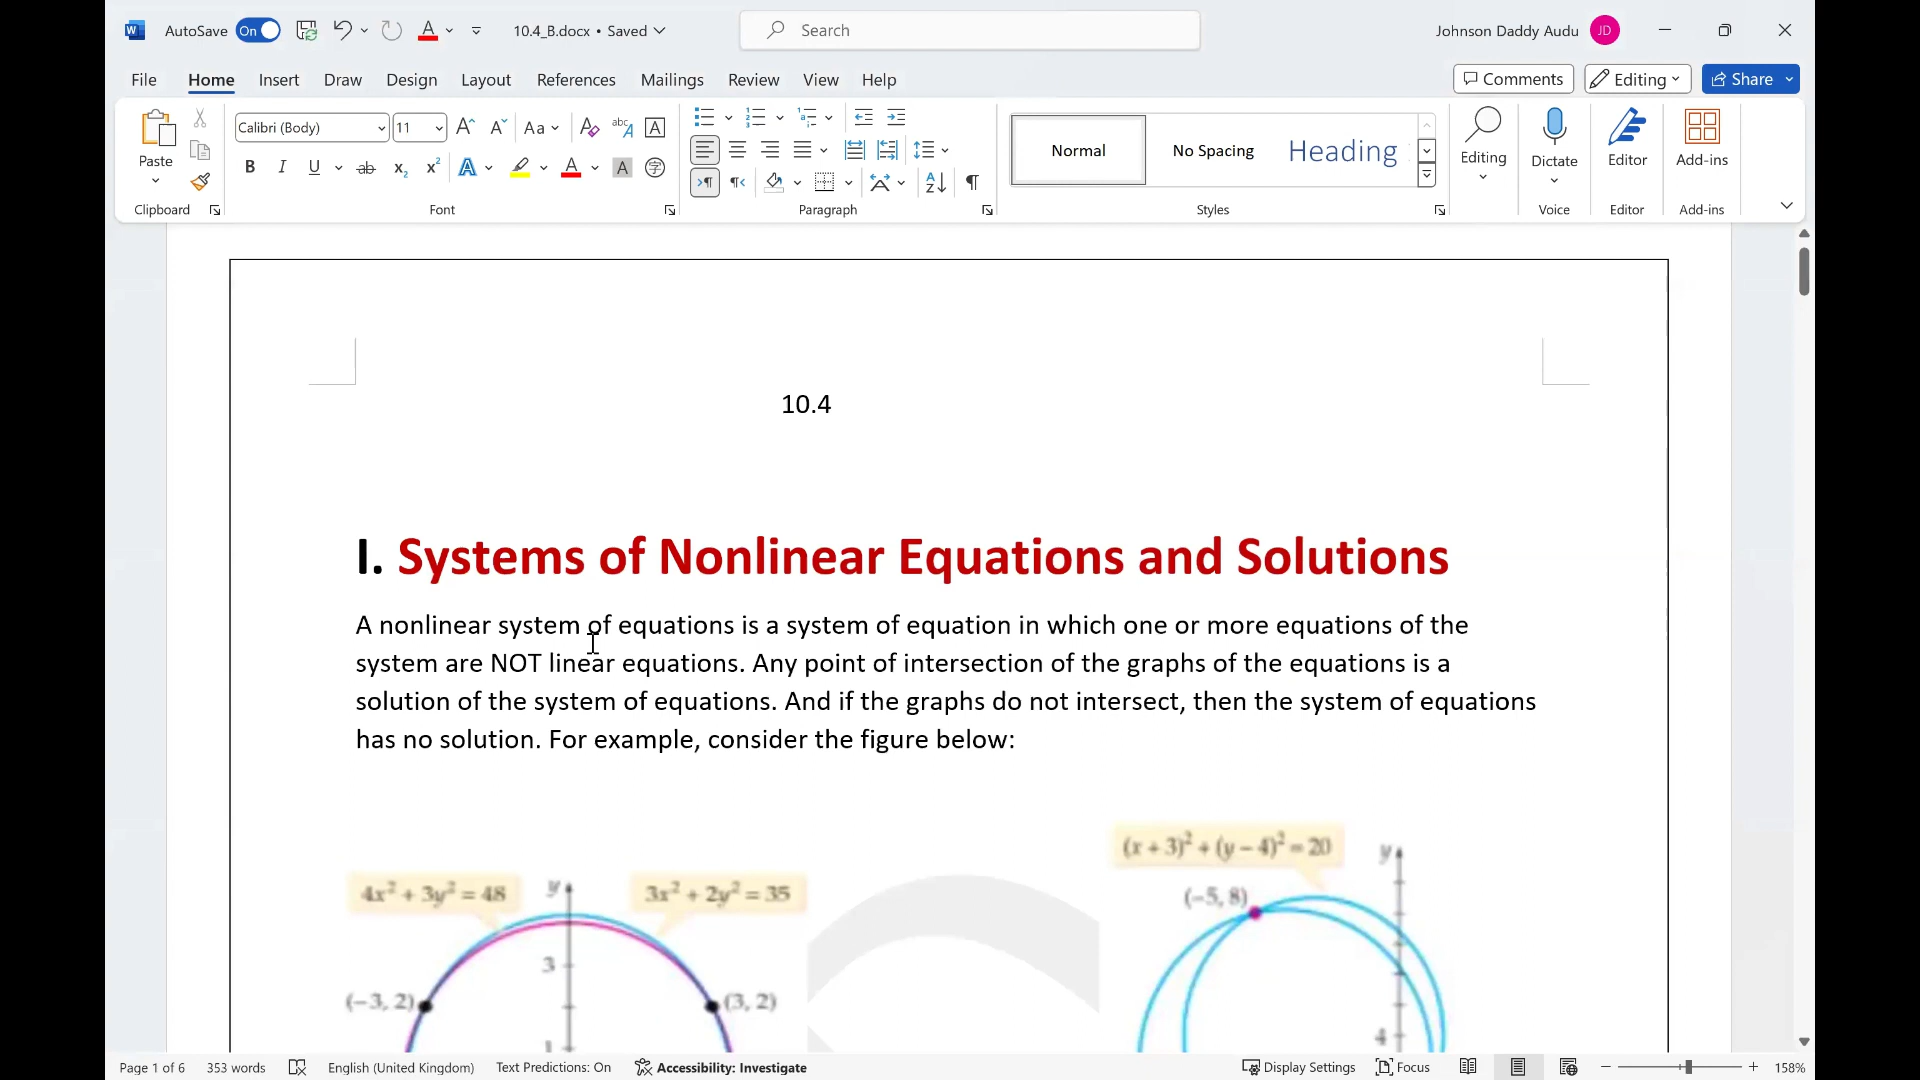 AutoSave On 10.4_B.docx • Saved Search Johnson Daddy Audu JD
File Home Insert Draw Design Layout References Mailings Review View Help Comments Editing Share
Paste Calibri (Body) 11 Normal No Spacing Heading Editing Dictate Editor Add-ins
Clipboard Font Paragraph Styles Voice Editor Add-ins
10.4
I. Systems of Nonlinear Equations and Solutions
A nonlinear system of equations is a system of equation in which one or more equations of the
system are NOT linear equations. Any point of intersection of the graphs of the equations is a
solution of the system of equations. And if the graphs do not intersect, then the system of equations
has no solution. For example, consider the figure below:
4x² + 3y² = 48
y
3x² + 2y² = 35
3
(−3, 2)
(3, 2)
1
(x + 3)² + (y − 4)² = 20
y
(−5, 8)
4
Page 1 of 6 353 words English (United Kingdom) Text Predictions: On Accessibility: Investigate Display Settings Focus 158%